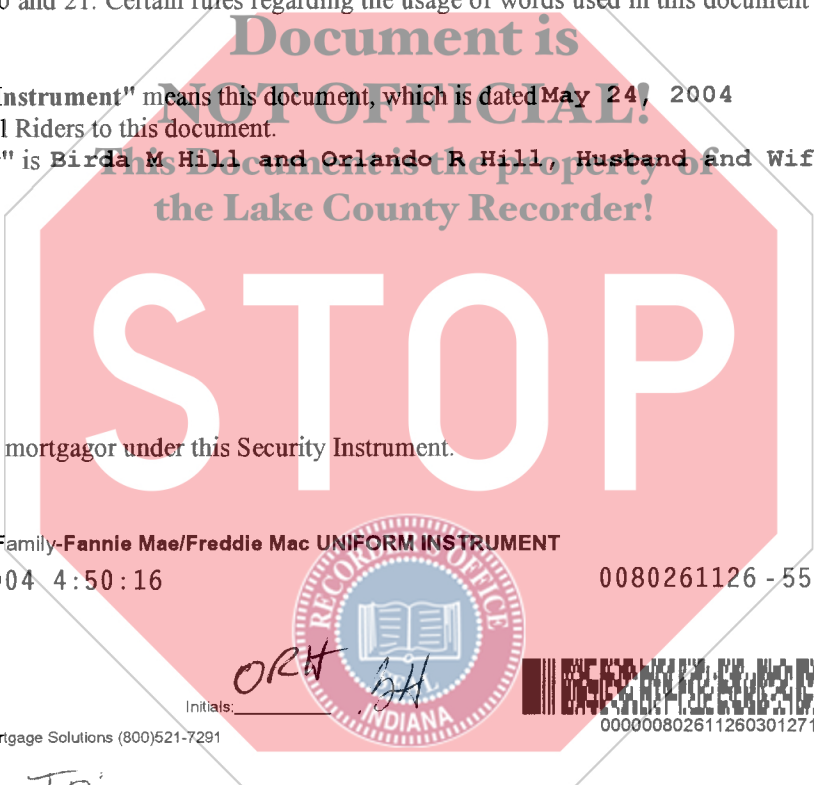 0 and 21. Certain rules regarding the usage of words used in this document
Document is
NOT OFFICIAL!
Instrument" means this document, which is dated May 24, 2004
l Riders to this document.
" is Birda M Hill and Orlando R Hill, Husband and Wif
This Document is the property of
the Lake County Recorder!
STOP
mortgagor under this Security Instrument.
Family-Fannie Mae/Freddie Mac UNIFORM INSTRUMENT
04 4:50:16
0080261126 - 55
RECORDER'S OFFICE
ORH BH
Initials:
INDIANA
00000080261126030127
rtgage Solutions (800)521-7291